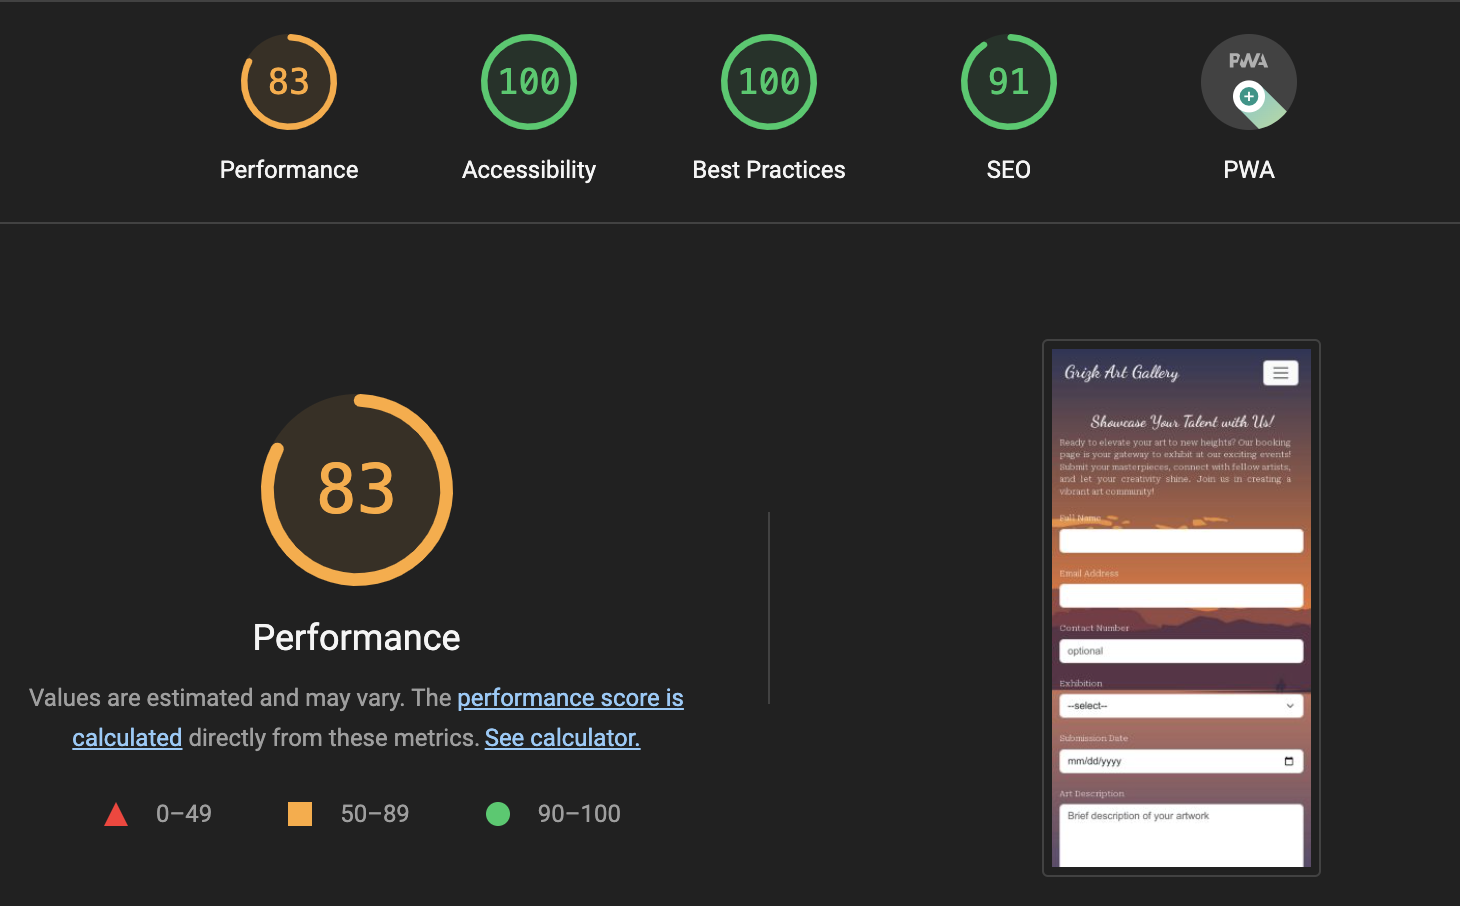 83
100
100
91
PWA
Performance
Accessibility
Best Practices
SEO
PWA
83
Performance
Values are estimated and may vary. The performance score is
calculated directly from these metrics. See calculator.
0–49
50–89
90–100
Grizk Art Gallery
Showcase Your Talent with Us!
Ready to elevate your art to new heights? Our booking
page is your gateway to exhibit at our exciting events!
Submit your masterpieces, connect with fellow artists,
and let your creativity shine. Join us in creating a
vibrant art community!
Full Name
Email Address
Contact Number
optional
Exhibition
--select--
Submission Date
mm/dd/yyyy
Art Description
Brief description of your artwork